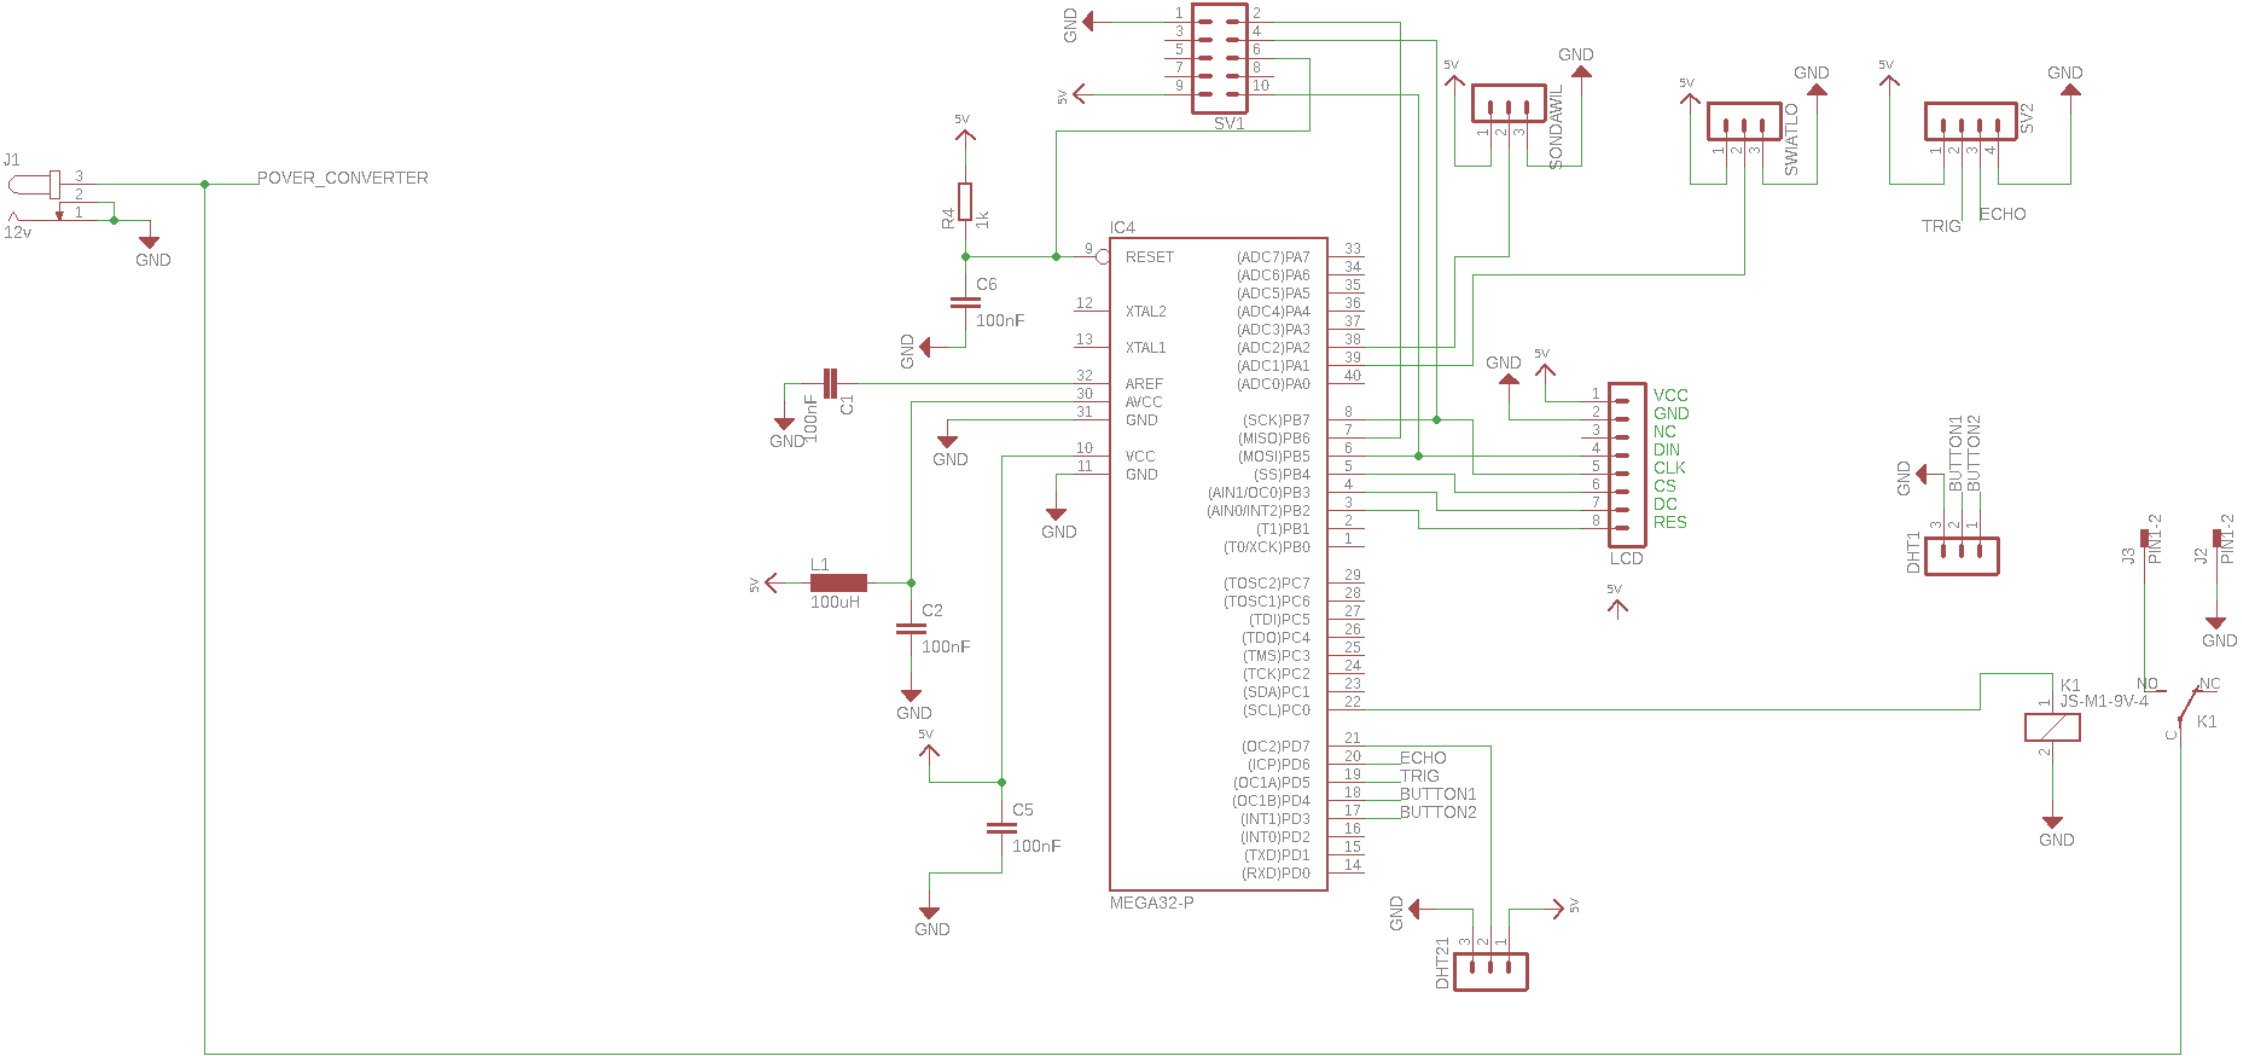 J1
3
2
1
12v
GND
POVER_CONVERTER
GND
5V
1
3
5
7
9
2
4
6
8
10
SV1
5V
R4
1k
C6
100nF
GND
GND
100nF
C1
GND
GND
5V
L1
100uH
C2
100nF
GND
5V
C5
100nF
GND
IC4
9 RESET
12 XTAL2
13 XTAL1
32 AREF
30 AVCC
31 GND
10 VCC
11 GND
(ADC7)PA7 33
(ADC6)PA6 34
(ADC5)PA5 35
(ADC4)PA4 36
(ADC3)PA3 37
(ADC2)PA2 38
(ADC1)PA1 39
(ADC0)PA0 40
(SCK)PB7 8
(MISO)PB6 7
(MOSI)PB5 6
(SS)PB4 5
(AIN1/OC0)PB3 4
(AIN0/INT2)PB2 3
(T1)PB1 2
(T0/XCK)PB0 1
(TOSC2)PC7 29
(TOSC1)PC6 28
(TDI)PC5 27
(TDO)PC4 26
(TMS)PC3 25
(TCK)PC2 24
(SDA)PC1 23
(SCL)PC0 22
(OC2)PD7 21
(ICP)PD6 20 ECHO
(OC1A)PD5 19 TRIG
(OC1B)PD4 18 BUTTON1
(INT1)PD3 17 BUTTON2
(INT0)PD2 16
(TXD)PD1 15
(RXD)PD0 14
MEGA32-P
5V
GND
1
2
3
SONDAWIL
5V
GND
1
2
3
SWIATLO
5V
GND
1
2
3
4
SV2
TRIG
ECHO
GND
5V
1 VCC
2 GND
3 NC
4 DIN
5 CLK
6 CS
7 DC
8 RES
LCD
5V
GND
BUTTON1
BUTTON2
3
2
1
DHT1
J3
PIN1-2
J2
PIN1-2
GND
K1
JS-M1-9V-4
1
2
GND
NO
NC
C
K1
GND
5V
3
2
1
DHT21